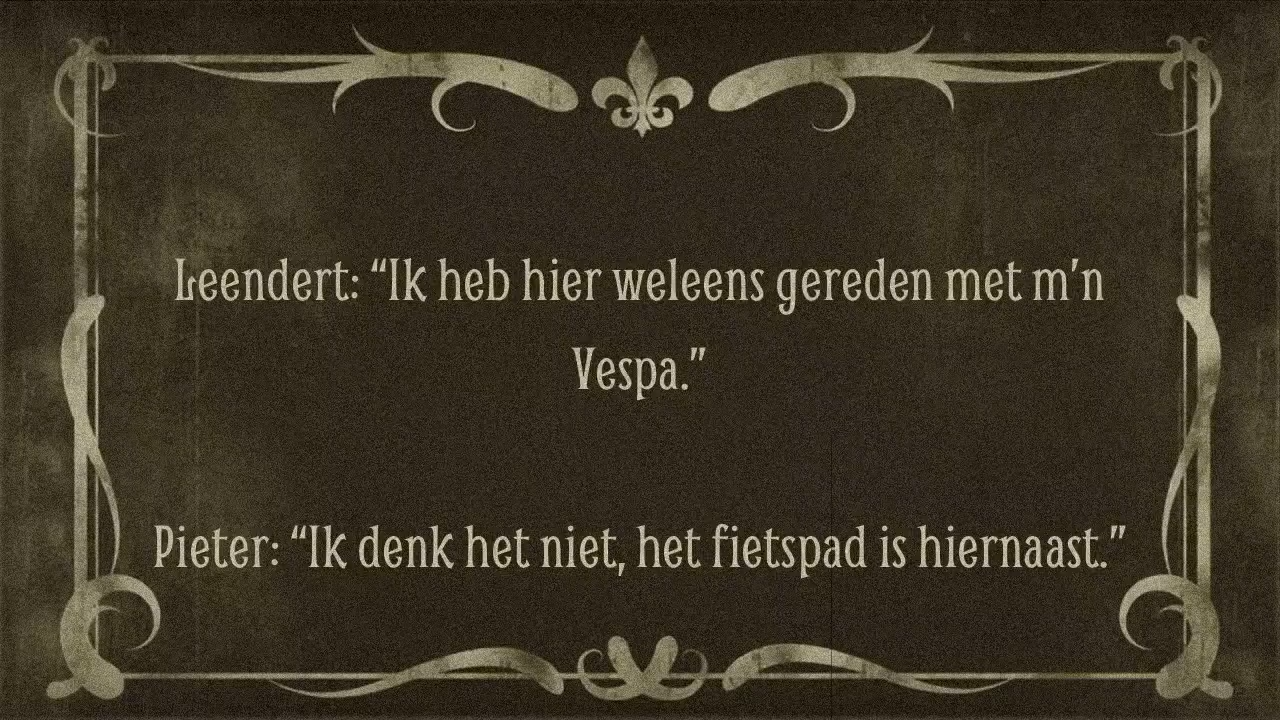 Leendert: “Ik heb hier weleens gereden met m'n
Vespa.”
Pieter: “Ik denk het niet, het fietspad is hiernaast.”